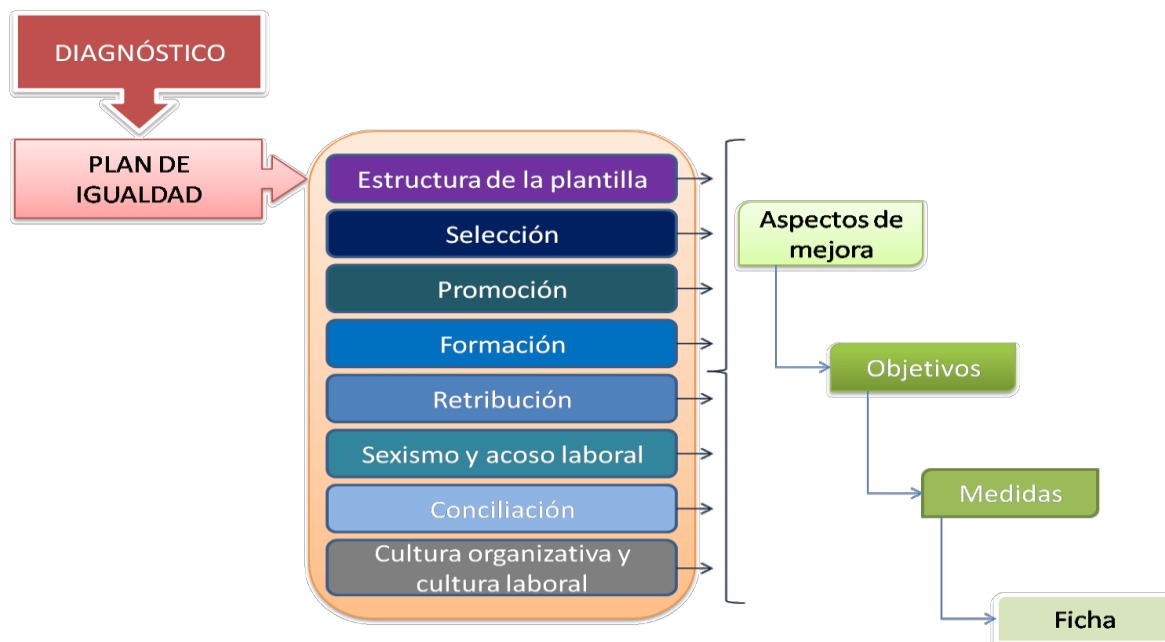 DIAGNÓSTICO
PLAN DE
IGUALDAD
Estructura de la plantilla
Selección
Promoción
Formación
Retribución
Sexismo y acoso laboral
Conciliación
Cultura organizativa y
cultura laboral
Aspectos de
mejora
Objetivos
Medidas
Ficha